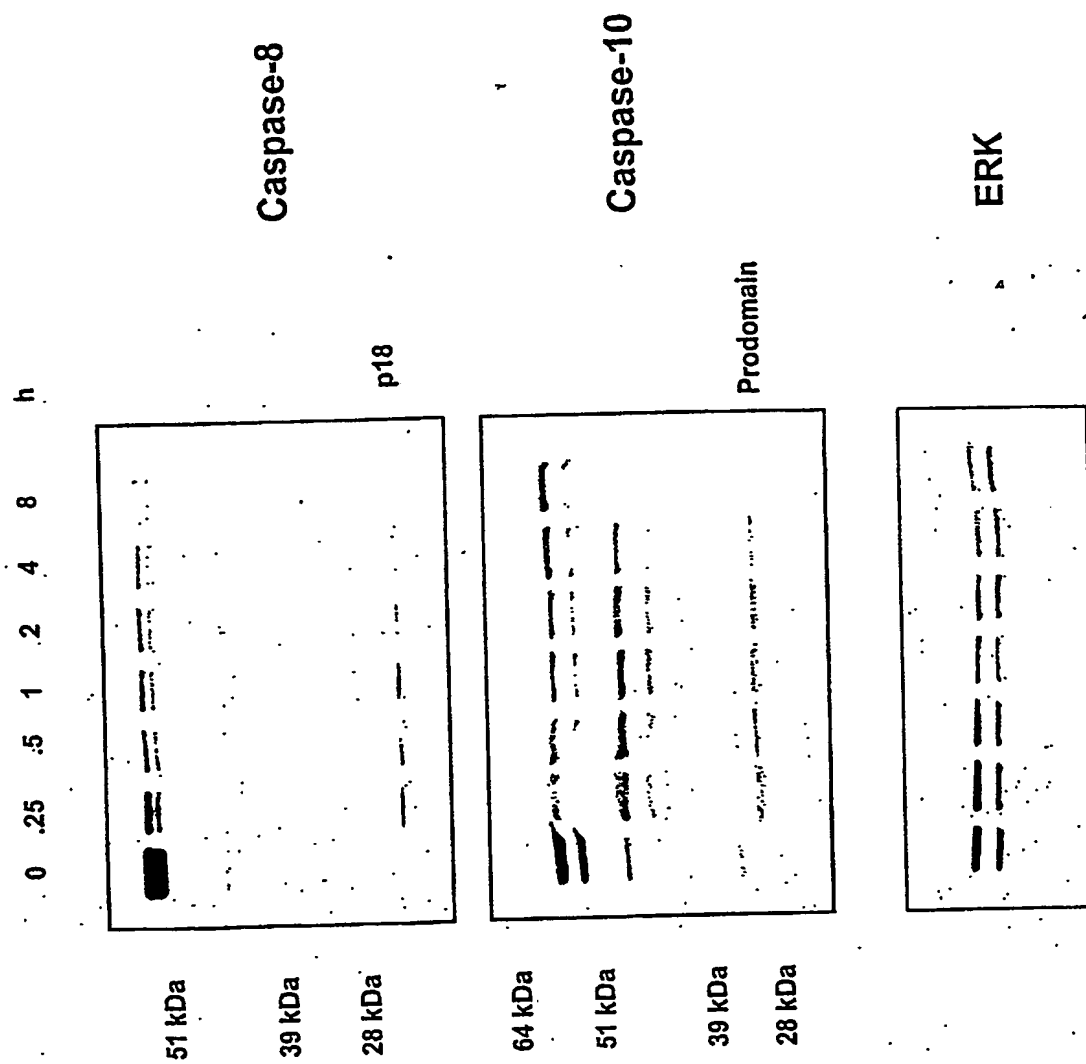 0 .25 .5 1 .2 4 8 h
51 kDa
39 kDa
28 kDa
p18
Caspase-8
64 kDa
51 kDa
39 kDa
28 kDa
Prodomain
Caspase-10
ERK